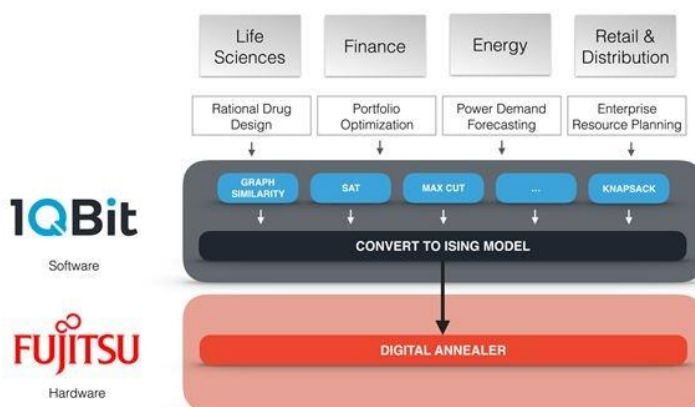 Life
Sciences
Finance
Energy
Retail &
Distribution
Rational Drug
Design
Portfolio
Optimization
Power Demand
Forecasting
Enterprise
Resource Planning
GRAPH
SIMILARITY
SAT
MAX CUT
...
KNAPSACK
1QBit
Software
CONVERT TO ISING MODEL
FUJITSU
Hardware
DIGITAL ANNEALER